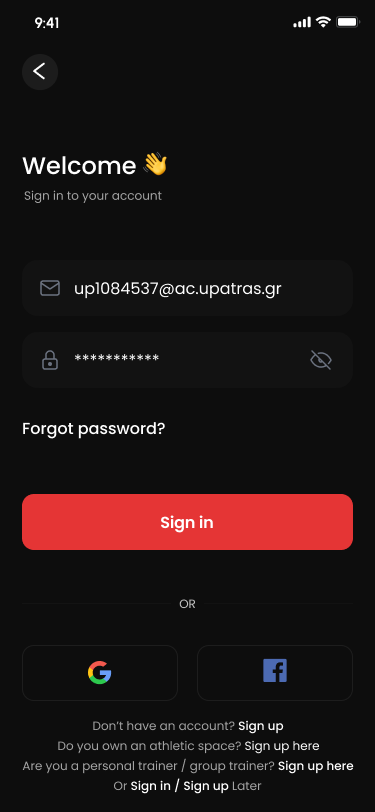 9:41
Welcome 👋
Sign in to your account
up1084537@ac.upatras.gr
***********
Forgot password?
Sign in
OR
Don't have an account? Sign up
Do you own an athletic space? Sign up here
Are you a personal trainer / group trainer? Sign up here
Or Sign in / Sign up Later